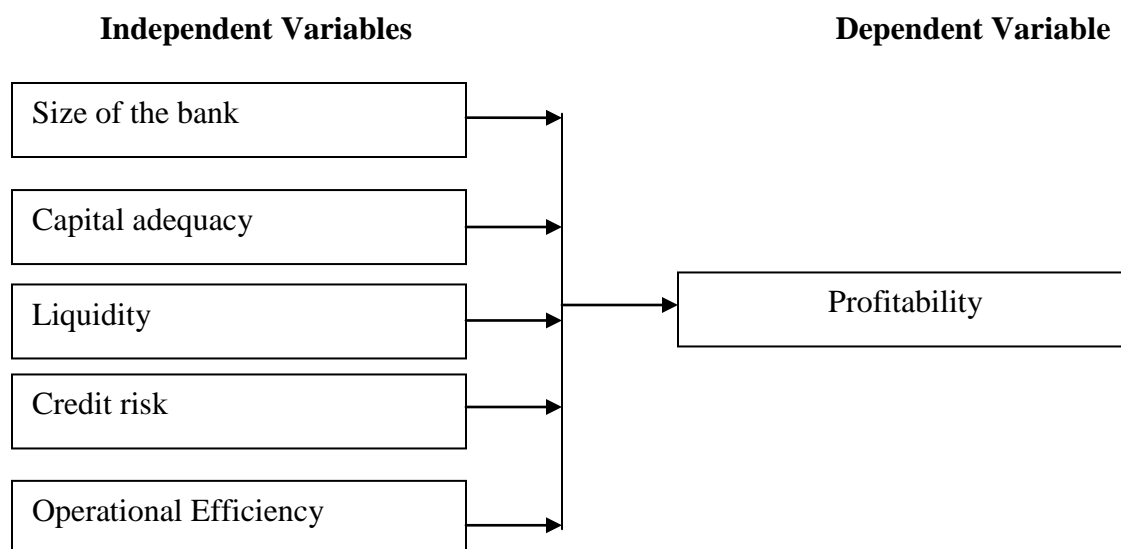 Independent Variables
Dependent Variable
Size of the bank
Capital adequacy
Liquidity
Profitability
Credit risk
Operational Efficiency